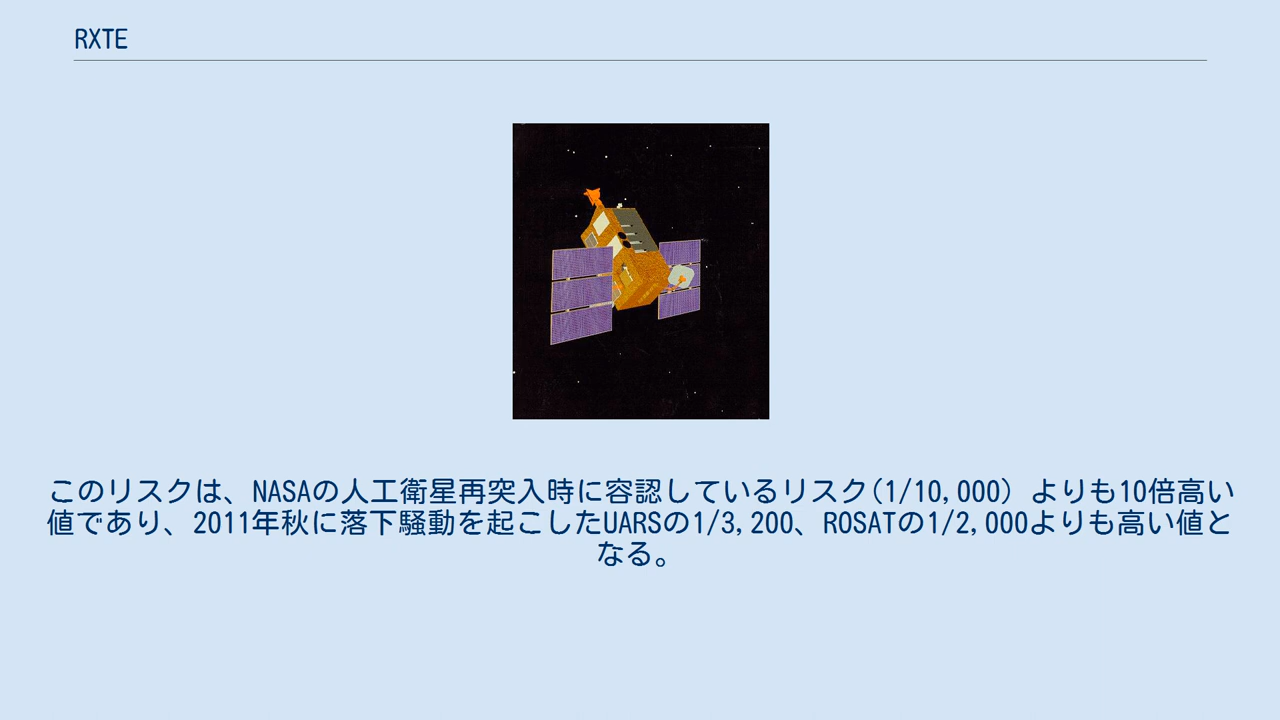 RXTE
このリスクは、NASAの人工衛星再突入時に容認しているリスク(1/10,000) よりも10倍高い
値であり、2011年秋に落下騒動を起こしたUARSの1/3,200、ROSATの1/2,000よりも高い値と
なる。